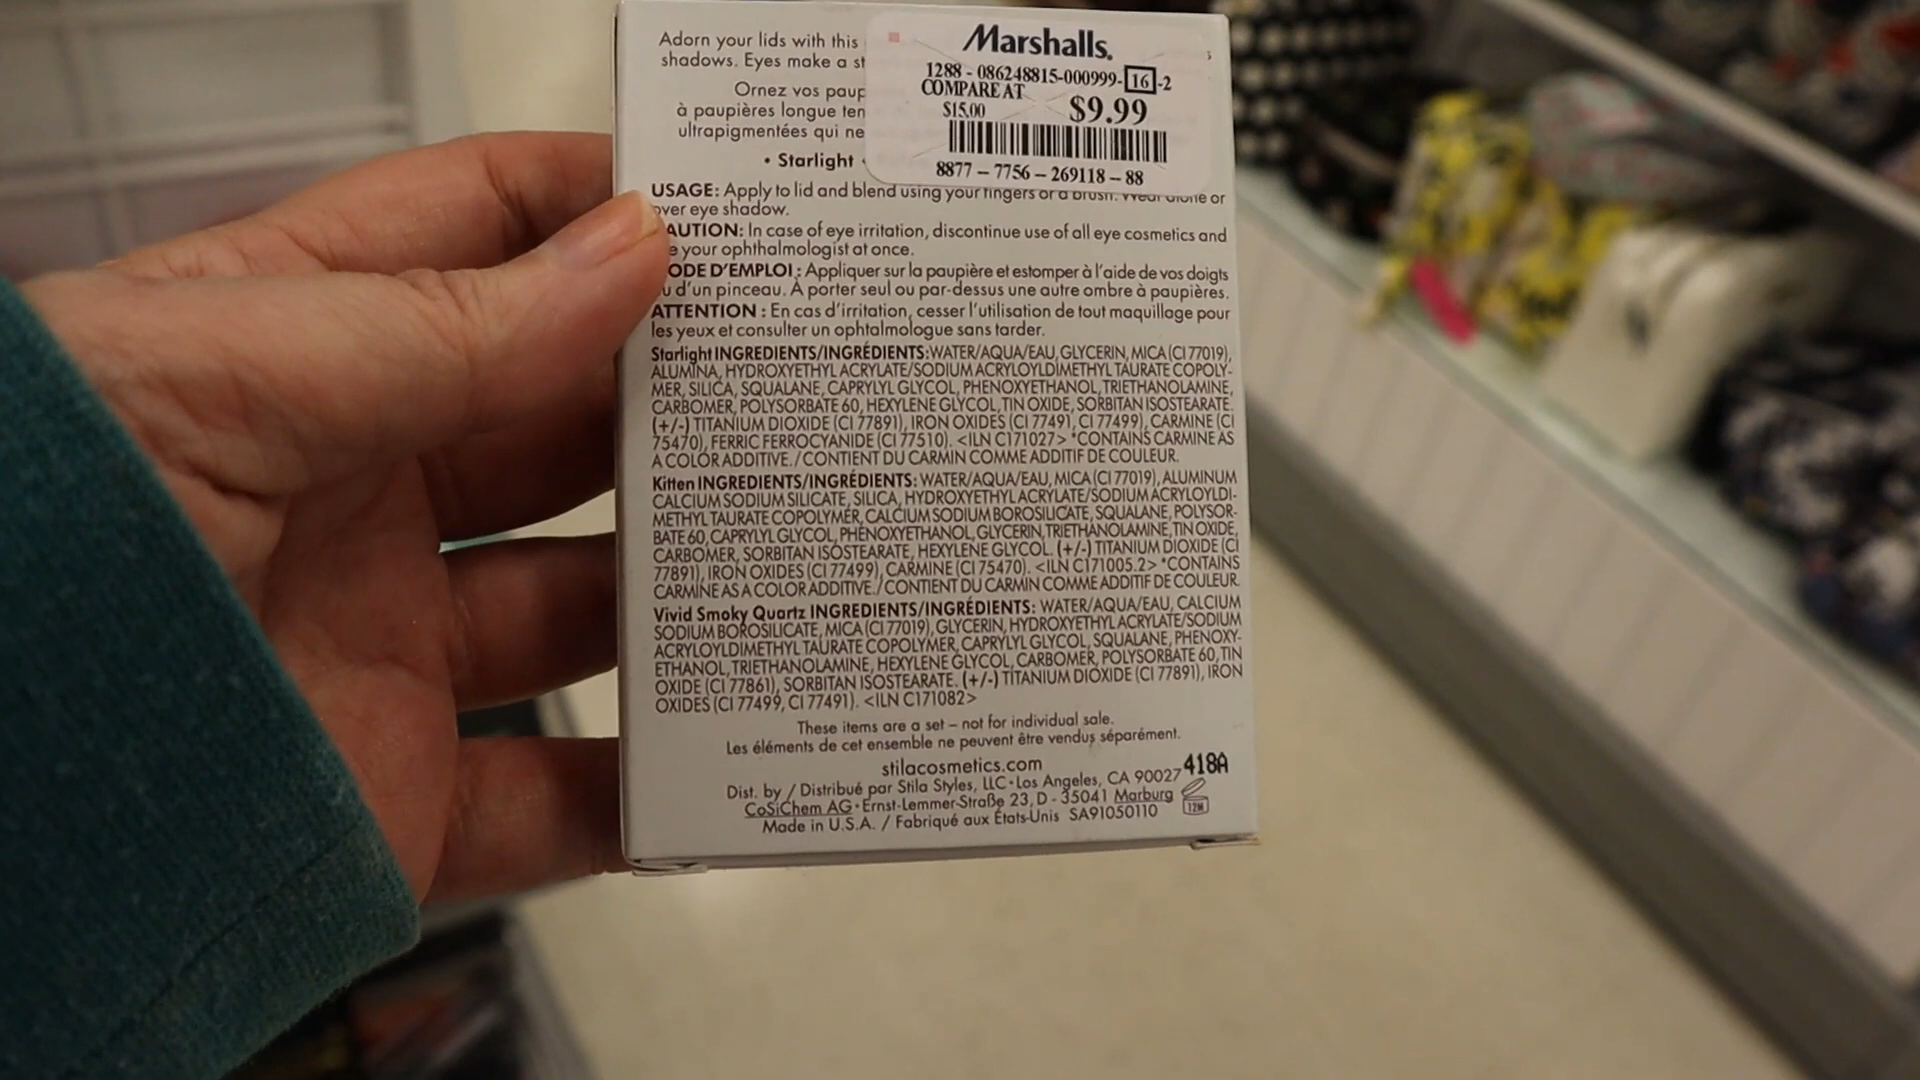 Marshalls.
1288 - 086248815-000999-16-2
COMPARE AT
$15.00 $9.99
8877 – 7756 – 269118 – 88
Adorn your lids with this
shadows. Eyes make a st
Ornez vos paup
à paupières longue ten
ultrapigmentées qui ne
• Starlight
USAGE: Apply to lid and blend using your fingers or a brush. Wear alone or
over eye shadow.
AUTION: In case of eye irritation, discontinue use of all eye cosmetics and
e your ophthalmologist at once.
ODE D'EMPLOI : Appliquer sur la paupière et estomper à l'aide de vos doigts
u d'un pinceau. À porter seul ou par-dessus une autre ombre à paupières.
ATTENTION : En cas d'irritation, cesser l'utilisation de tout maquillage pour
les yeux et consulter un ophtalmologue sans tarder.
Starlight INGREDIENTS/INGRÉDIENTS: WATER/AQUA/EAU, GLYCERIN, MICA (CI 77019),
ALUMINA, HYDROXYETHYL ACRYLATE/SODIUM ACRYLOYLDIMETHYL TAURATE COPOLY-
MER, SILICA, SQUALANE, CAPRYLYL GLYCOL, PHENOXYETHANOL, TRIETHANOLAMINE,
CARBOMER, POLYSORBATE 60, HEXYLENE GLYCOL, TIN OXIDE, SORBITAN ISOSTEARATE.
(+/-) TITANIUM DIOXIDE (CI 77891), IRON OXIDES (CI 77491, CI 77499), CARMINE (CI
75470), FERRIC FERROCYANIDE (CI 77510). <ILN C171027> *CONTAINS CARMINE AS
A COLOR ADDITIVE. / CONTIENT DU CARMIN COMME ADDITIF DE COULEUR.
Kitten INGREDIENTS/INGRÉDIENTS: WATER/AQUA/EAU, MICA (CI 77019), ALUMINUM
CALCIUM SODIUM SILICATE, SILICA, HYDROXYETHYL ACRYLATE/SODIUM ACRYLOYLDI-
METHYL TAURATE COPOLYMER, CALCIUM SODIUM BOROSILICATE, SQUALANE, POLYSOR-
BATE 60, CAPRYLYL GLYCOL, PHENOXYETHANOL, GLYCERIN, TRIETHANOLAMINE, TIN OXIDE,
CARBOMER, SORBITAN ISOSTEARATE, HEXYLENE GLYCOL. (+/-) TITANIUM DIOXIDE (CI
77891), IRON OXIDES (CI 77499), CARMINE (CI 75470). <ILN C171005.2> *CONTAINS
CARMINE AS A COLOR ADDITIVE. / CONTIENT DU CARMIN COMME ADDITIF DE COULEUR.
Vivid Smoky Quartz INGREDIENTS/INGRÉDIENTS: WATER/AQUA/EAU, CALCIUM
SODIUM BOROSILICATE, MICA (CI 77019), GLYCERIN, HYDROXYETHYL ACRYLATE/SODIUM
ACRYLOYLDIMETHYL TAURATE COPOLYMER, CAPRYLYL GLYCOL, SQUALANE, PHENOXY-
ETHANOL, TRIETHANOLAMINE, HEXYLENE GLYCOL, CARBOMER, POLYSORBATE 60, TIN
OXIDE (CI 77861), SORBITAN ISOSTEARATE. (+/-) TITANIUM DIOXIDE (CI 77891), IRON
OXIDES (CI 77499, CI 77491). <ILN C171082>
These items are a set – not for individual sale.
Les éléments de cet ensemble ne peuvent être vendus séparément.
stilacosmetics.com
418A
Dist. by / Distribué par Stila Styles, LLC • Los Angeles, CA 90027
CoSiChem AG • Ernst-Lemmer-Straße 23, D - 35041 Marburg
Made in U.S.A. / Fabriqué aux États-Unis SA91050110
12M